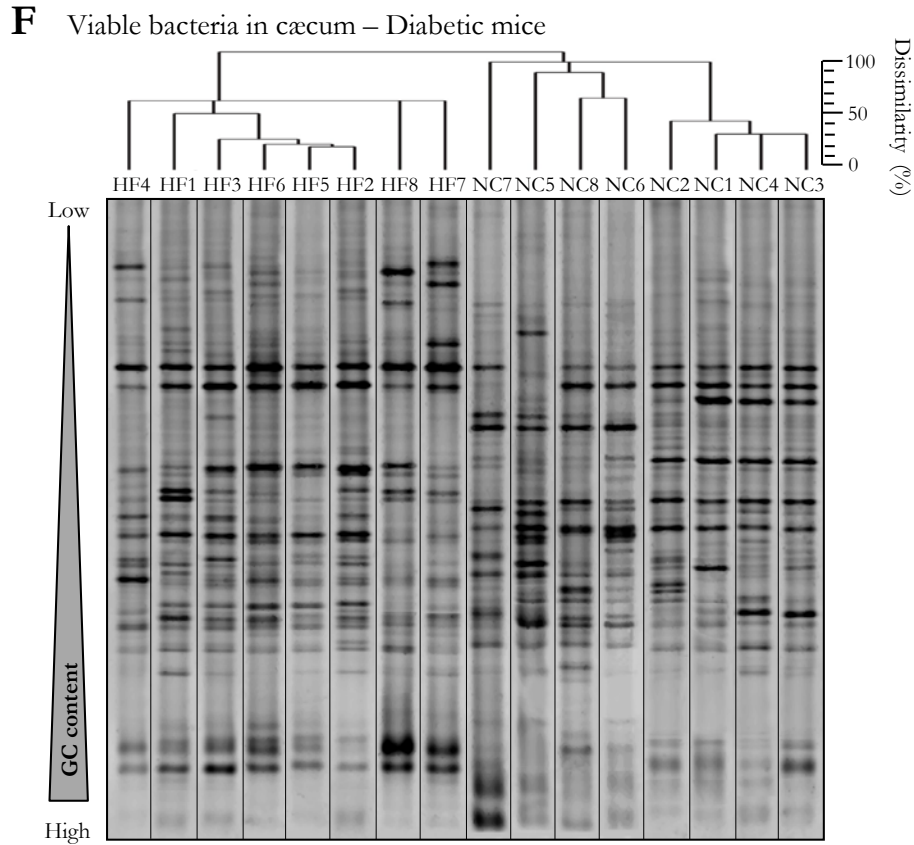 F Viable bacteria in cæcum – Diabetic mice
100
50
0
Dissimilarity (%)
HF4 HF1 HF3 HF6 HF5 HF2 HF8 HF7 NC7 NC5 NC8 NC6 NC2 NC1 NC4 NC3
Low
GC content
High